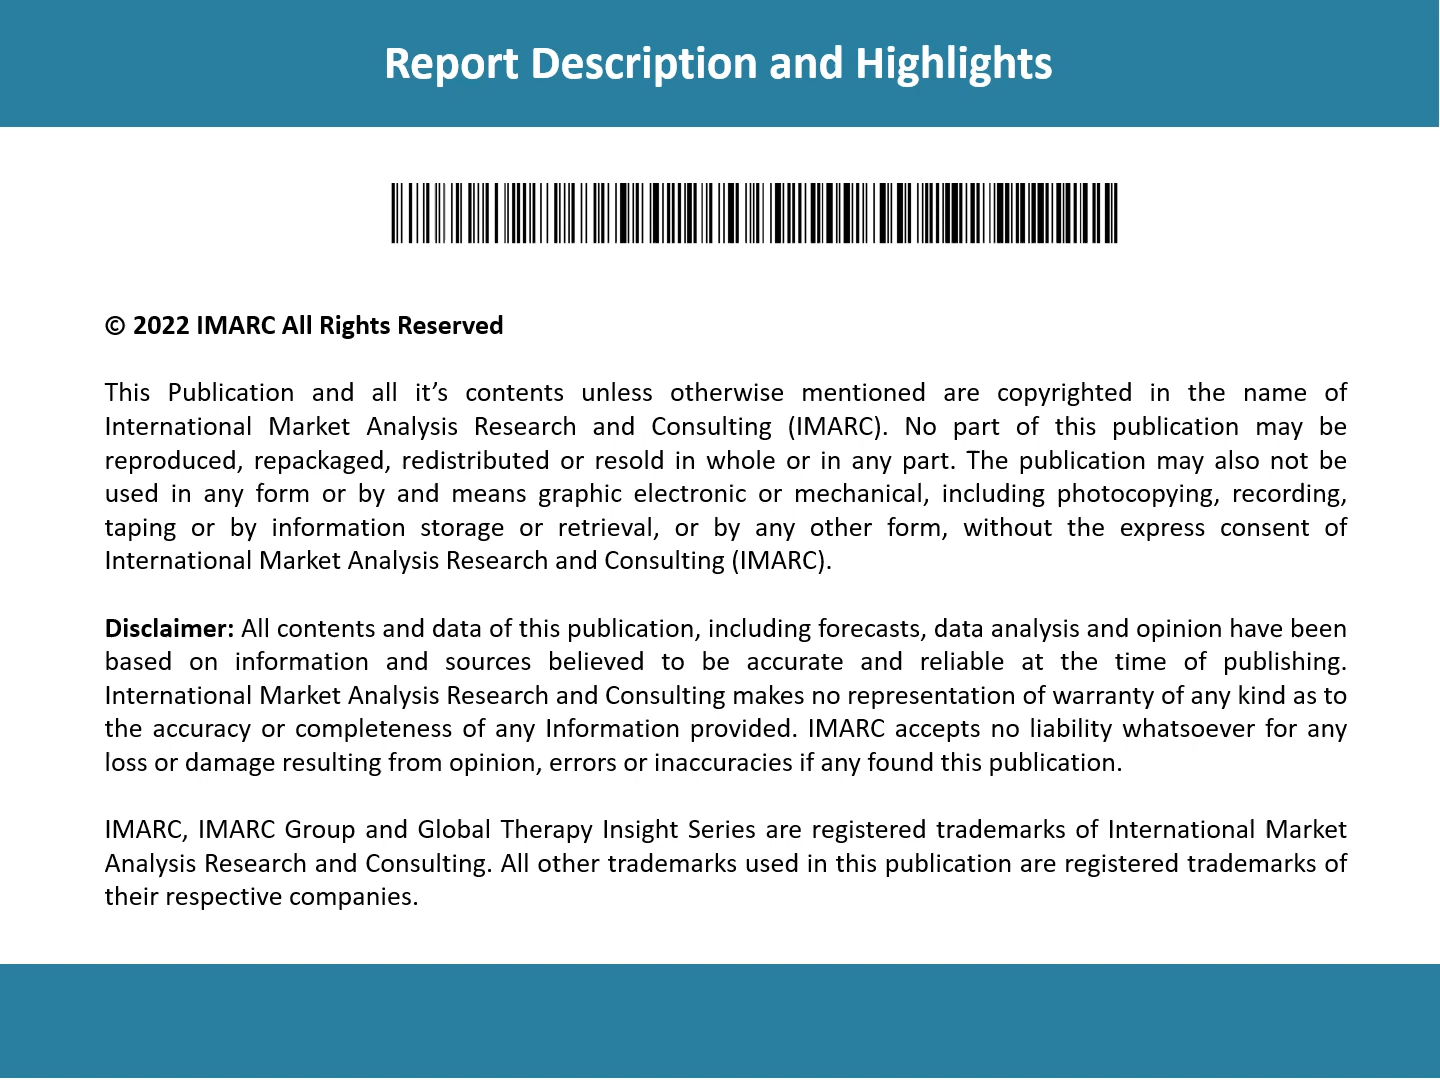 Report Description and Highlights
© 2022 IMARC All Rights Reserved
This Publication and all it’s contents unless otherwise mentioned are copyrighted in the name of
International Market Analysis Research and Consulting (IMARC). No part of this publication may be
reproduced, repackaged, redistributed or resold in whole or in any part. The publication may also not be
used in any form or by and means graphic electronic or mechanical, including photocopying, recording,
taping or by information storage or retrieval, or by any other form, without the express consent of
International Market Analysis Research and Consulting (IMARC).
Disclaimer: All contents and data of this publication, including forecasts, data analysis and opinion have been
based on information and sources believed to be accurate and reliable at the time of publishing.
International Market Analysis Research and Consulting makes no representation of warranty of any kind as to
the accuracy or completeness of any Information provided. IMARC accepts no liability whatsoever for any
loss or damage resulting from opinion, errors or inaccuracies if any found this publication.
IMARC, IMARC Group and Global Therapy Insight Series are registered trademarks of International Market
Analysis Research and Consulting. All other trademarks used in this publication are registered trademarks of
their respective companies.